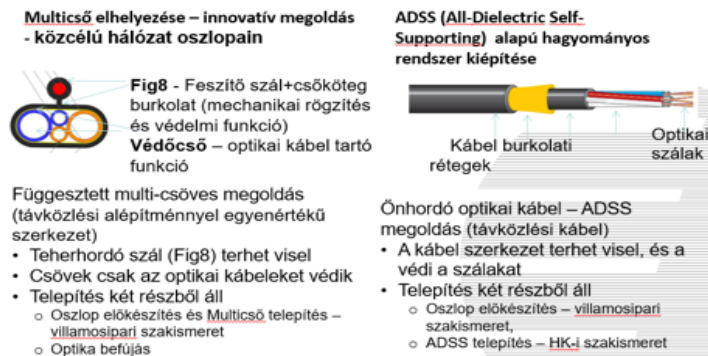 Multicső elhelyezése – innovatív megoldás
- közcélú hálózat oszlopain
Fig8 - Feszítő szál+csőköteg
burkolat (mechanikai rögzítés
és védelmi funkció)
Védőcső – optikai kábel tartó
funkció
Függesztett multi-csöves megoldás
(távközlési alépítménnyel egyenértékű
szerkezet)
• Teherhordó szál (Fig8) terhet visel
• Csövek csak az optikai kábeleket védik
• Telepítés két részből áll
o Oszlop előkészítés és Multicső telepítés –
villamosipari szakismeret
o Optika befújás
ADSS (All-Dielectric Self-
Supporting) alapú hagyományos
rendszer kiépítése
Kábel burkolati
rétegek
Optikai
szálak
Önhordó optikai kábel – ADSS
megoldás (távközlési kábel)
• A kábel szerkezet terhet visel, és a
védi a szálakat
• Telepítés két részből áll
o Oszlop előkészítés – villamosipari
szakismeret,
o ADSS telepítés – HK-i szakismeret